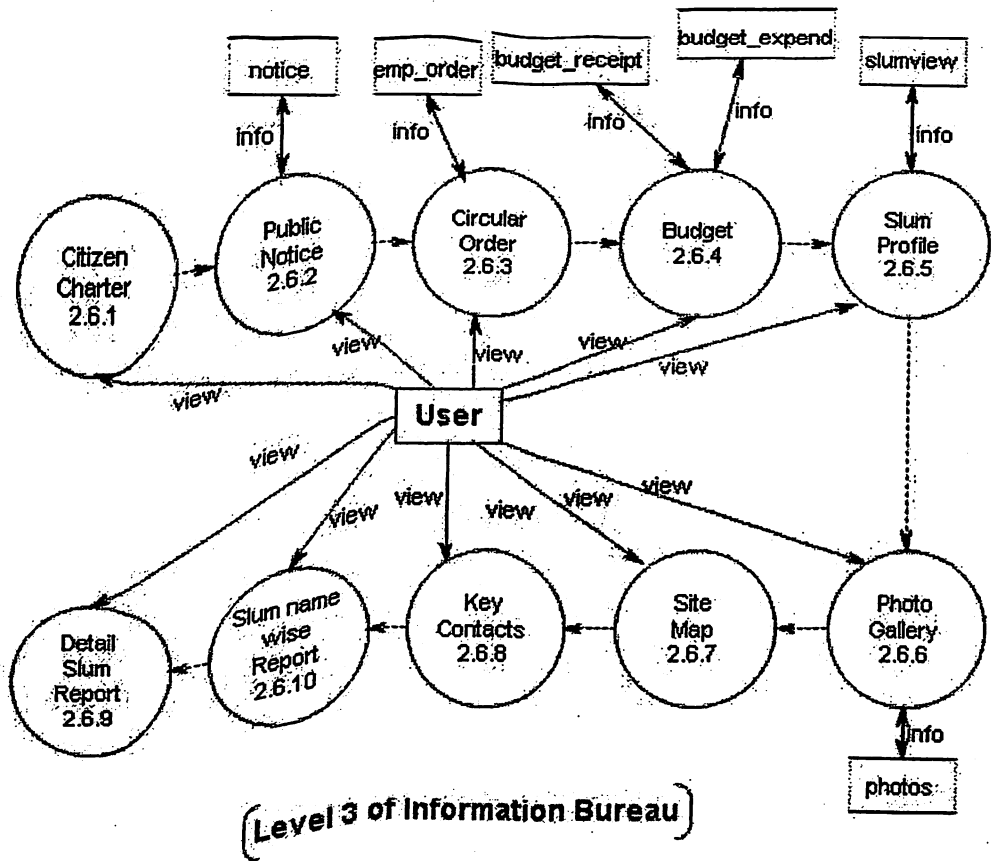 notice
emp_order
budget_receipt
budget_expend
slumview
info
info
info
info
info
Citizen
Charter
2.6.1
Public
Notice
2.6.2
Circular
Order
2.6.3
Budget
2.6.4
Slum
Profile
2.6.5
view
view
view
view
view
User
view
view
view
view
view
Detail
Slum
Report
2.6.9
Slum name
wise
Report
2.6.10
Key
Contacts
2.6.8
Site
Map
2.6.7
Photo
Gallery
2.6.6
info
photos
(Level 3 of Information Bureau)